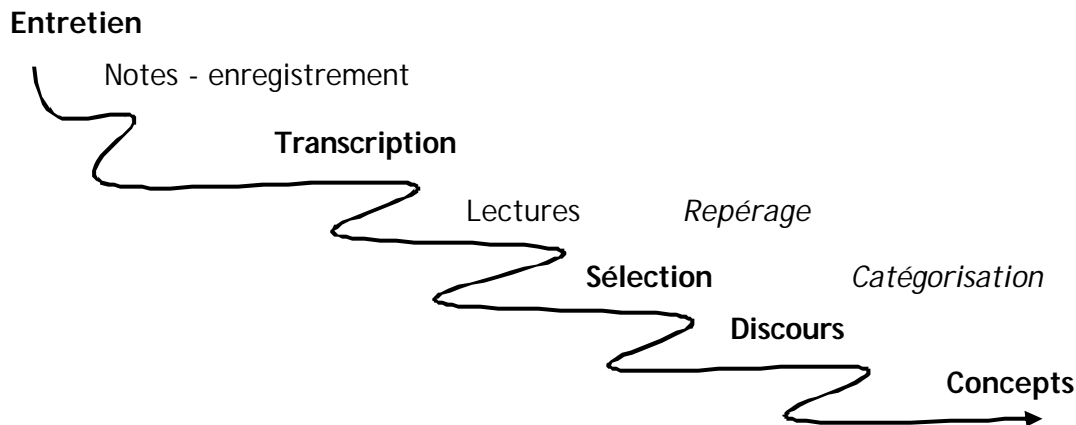 Entretien
Notes - enregistrement
Transcription
Lectures Repérage
Sélection Catégorisation
Discours
Concepts